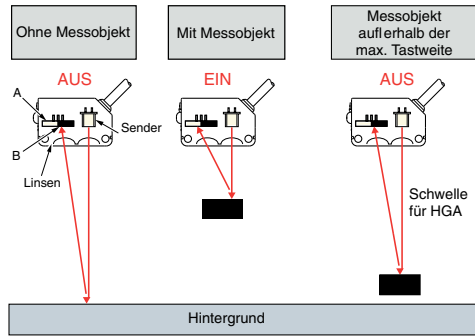 Ohne Messobjekt
Mit Messobjekt
Messobjekt
außerhalb der
max. Tastweite
AUS
EIN
AUS
A
B
Sender
Linsen
Schwelle
für HGA
Hintergrund